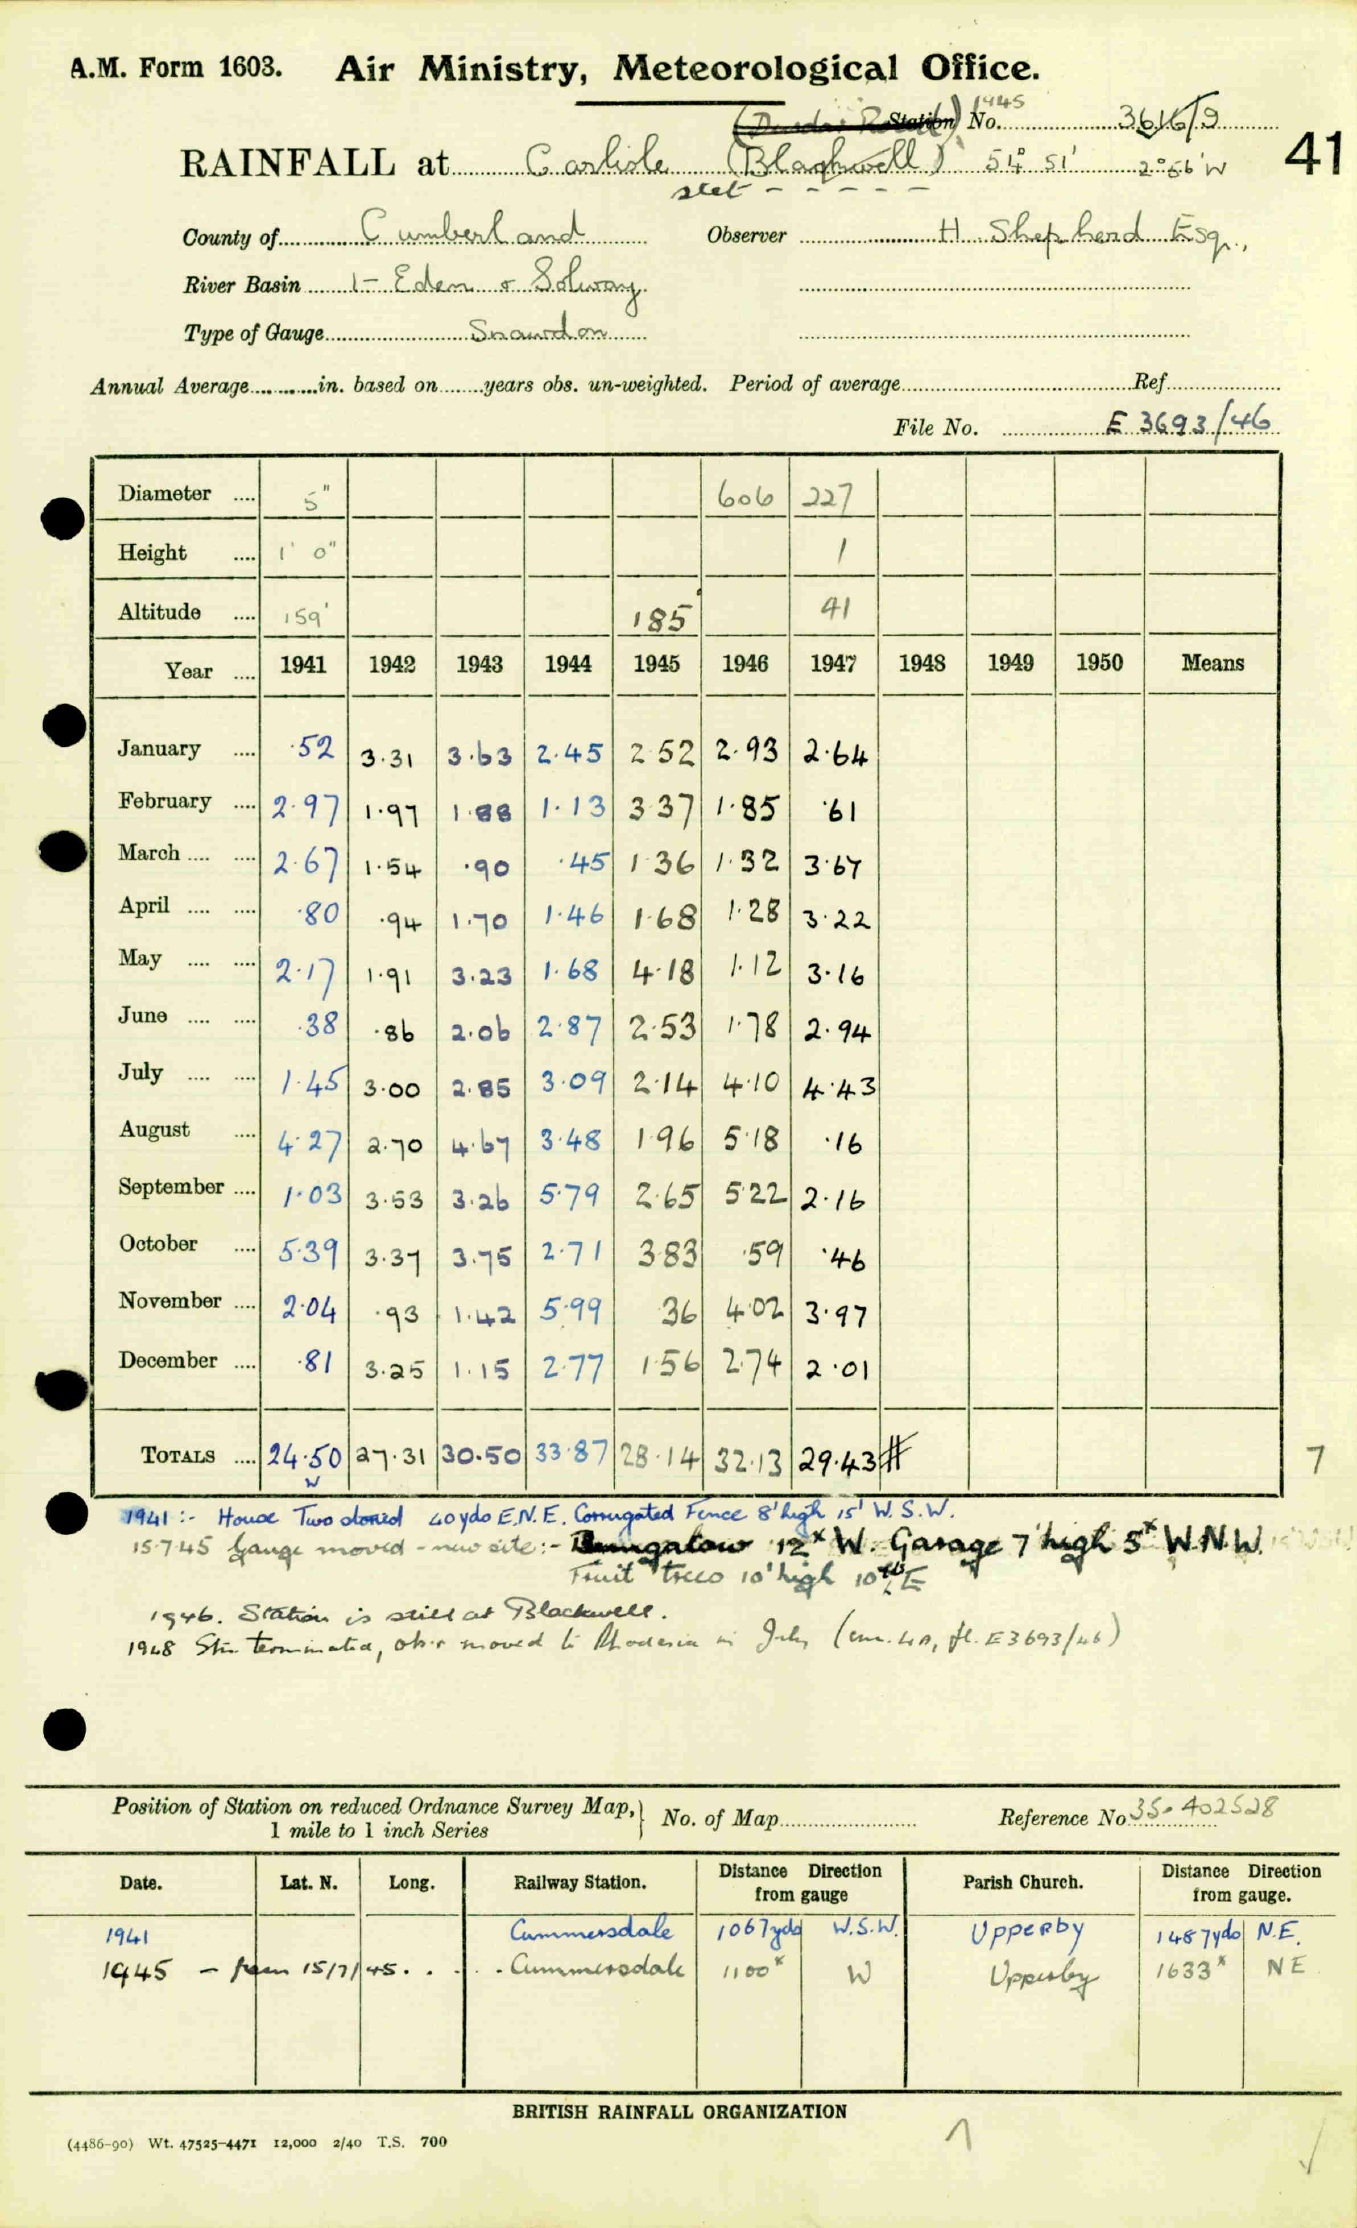 A.M. Form 1603. Air Ministry, Meteorological Office.
1945
Station No. 3616/9
41
RAINFALL at Carlisle (Blackwell) 54° 51' 2° 56' W
stet
County of Cumberland Observer H. Shepherd Esq.,
River Basin 1- Eden & Solway
Type of Gauge Snowdon
Annual Average in. based on years obs. un-weighted. Period of average Ref
File No. E 3693/46
Diameter 5" 606 227
Height 1' 0" 1
Altitude 159' 185' 41
Year 1941 1942 1943 1944 1945 1946 1947 1948 1949 1950 Means
January ·52 3·31 3·63 2·45 2 52 2·93 2·64
February 2·97 1·97 1·88 1·13 3 37 1·85 ·61
March 2·67 1·54 ·90 ·45 1 36 1·32 3·67
April ·80 ·94 1·70 1·46 1·68 1·28 3·22
May 2·17 1·91 3·23 1·68 4·18 1·12 3·16
June ·38 ·86 2·06 2·87 2·53 1·78 2·94
July 1·45 3·00 2·85 3·09 2·14 4·10 4·43
August 4·27 2·70 4·67 3·48 1 96 5·18 ·16
September 1·03 3·53 3·26 5·79 2·65 5·22 2·16
October 5·39 3·37 3·75 2·71 3 83 ·59 ·46
November 2·04 ·93 1·42 5·99 36 4·02 3·97
December ·81 3·25 1·15 2·77 1 56 2·74 2·01
TOTALS 24·50 27·31 30·50 33·87 28·14 32·13 29·43 #
7
1941 :- House Two storied 40 yds E.N.E. Corrugated Fence 8' high 15' W.S.W.
15·7·45 Gauge moved - new site :- Bungalow 12x W. Garage 7' high 5x W.N.W.
Fruit trees 10' high 10 ft E
1946. Station is still at Blackwell.
1948 Stn terminated, obsr moved to Rhodesia in July (em. 4A, fl. E3693/46)
Position of Station on reduced Ordnance Survey Map, 1 mile to 1 inch Series No. of Map Reference No 35·402528
Date. Lat. N. Long. Railway Station. Distance Direction from gauge Parish Church. Distance Direction from gauge.
1941 Cummersdale 1067yds W.S.W. Upperby 1487yds N.E.
1945 - from 15/7/45 Cummersdale 1100x W Upperby 1633x NE
BRITISH RAINFALL ORGANIZATION
(4486-90) Wt. 47525-4471 12,000 2/40 T.S. 700